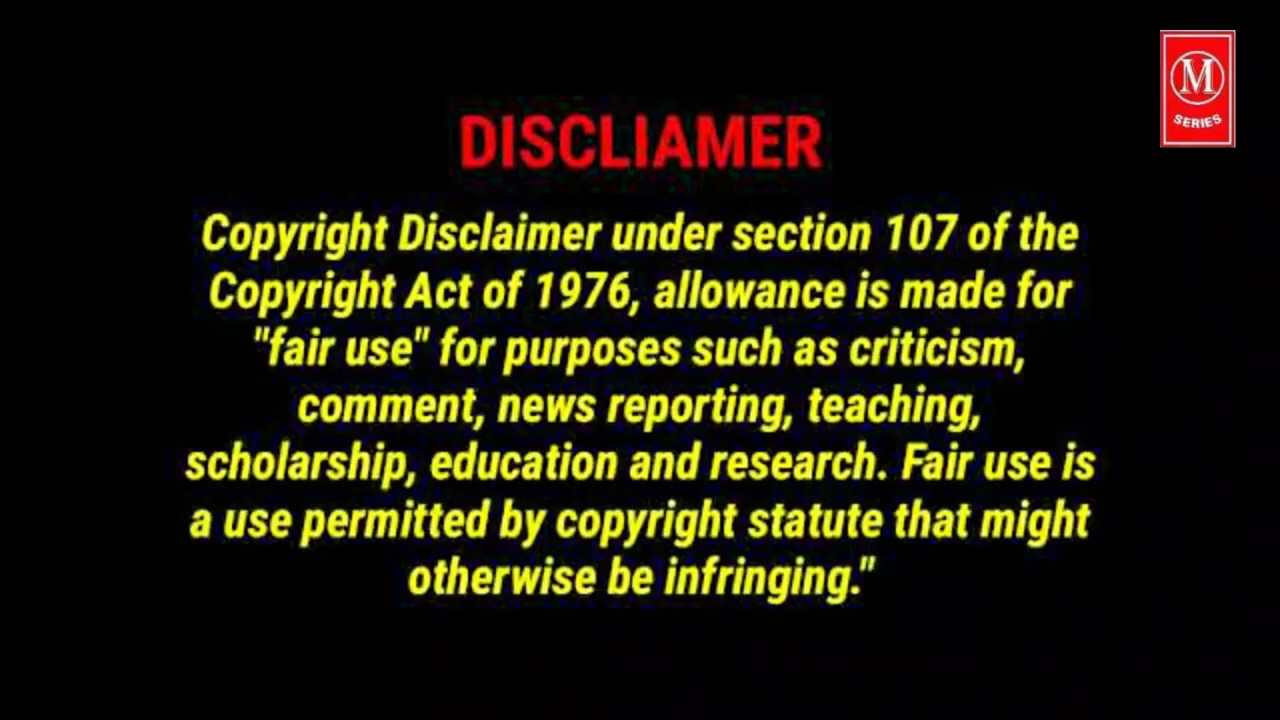 M
SERIES
DISCLIAMER
Copyright Disclaimer under section 107 of the
Copyright Act of 1976, allowance is made for
"fair use" for purposes such as criticism,
comment, news reporting, teaching,
scholarship, education and research. Fair use is
a use permitted by copyright statute that might
otherwise be infringing."